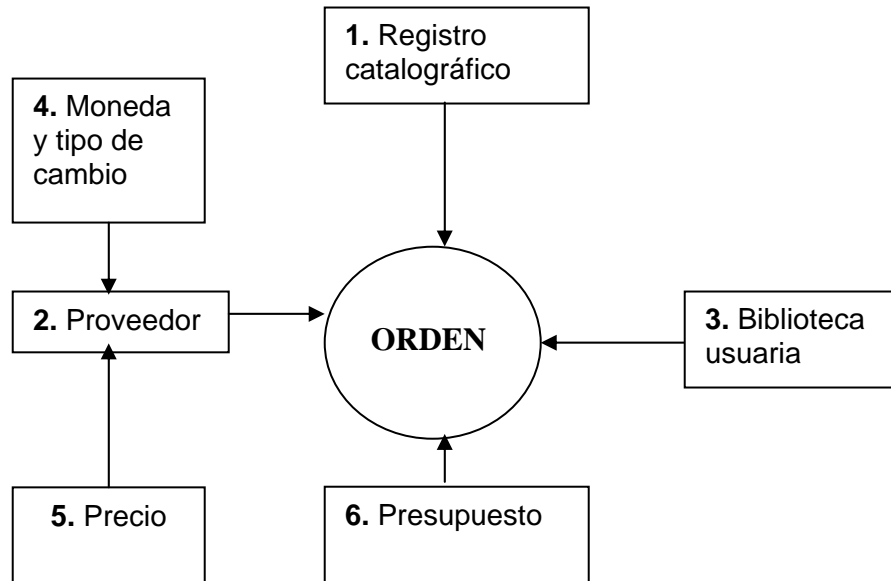 1. Registro
catalográfico
4. Moneda
y tipo de
cambio
2. Proveedor
ORDEN
3. Biblioteca
usuaria
5. Precio
6. Presupuesto